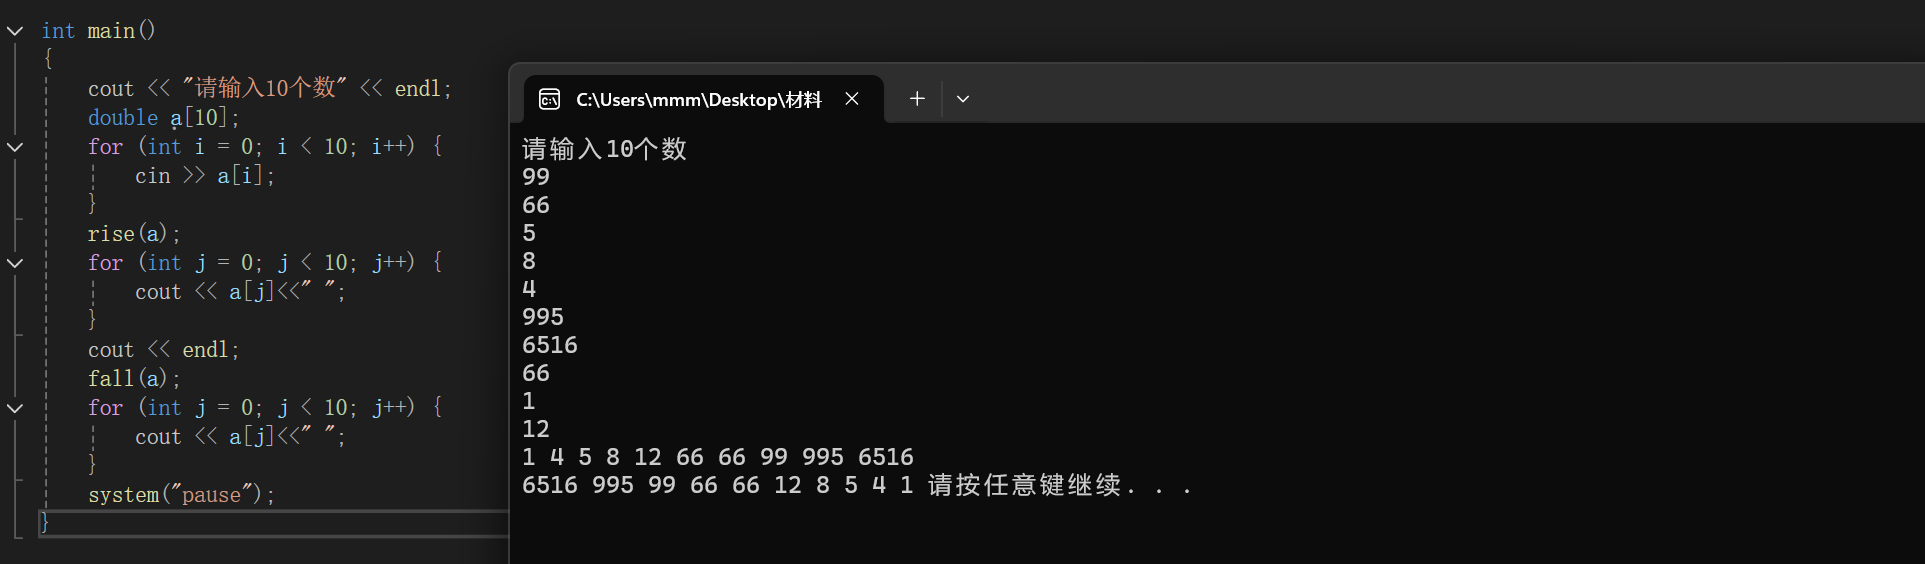 int main()
{
cout << "请输入10个数" << endl;
double a[10];
for (int i = 0; i < 10; i++) {
cin >> a[i];
}
rise(a);
for (int j = 0; j < 10; j++) {
cout << a[j]<<" ";
}
cout << endl;
fall(a);
for (int j = 0; j < 10; j++) {
cout << a[j]<<" ";
}
system("pause");
}
C:\Users\mmm\Desktop\材料
请输入10个数
99
66
5
8
4
995
6516
66
1
12
1 4 5 8 12 66 66 99 995 6516
6516 995 99 66 66 12 8 5 4 1 请按任意键继续. . .